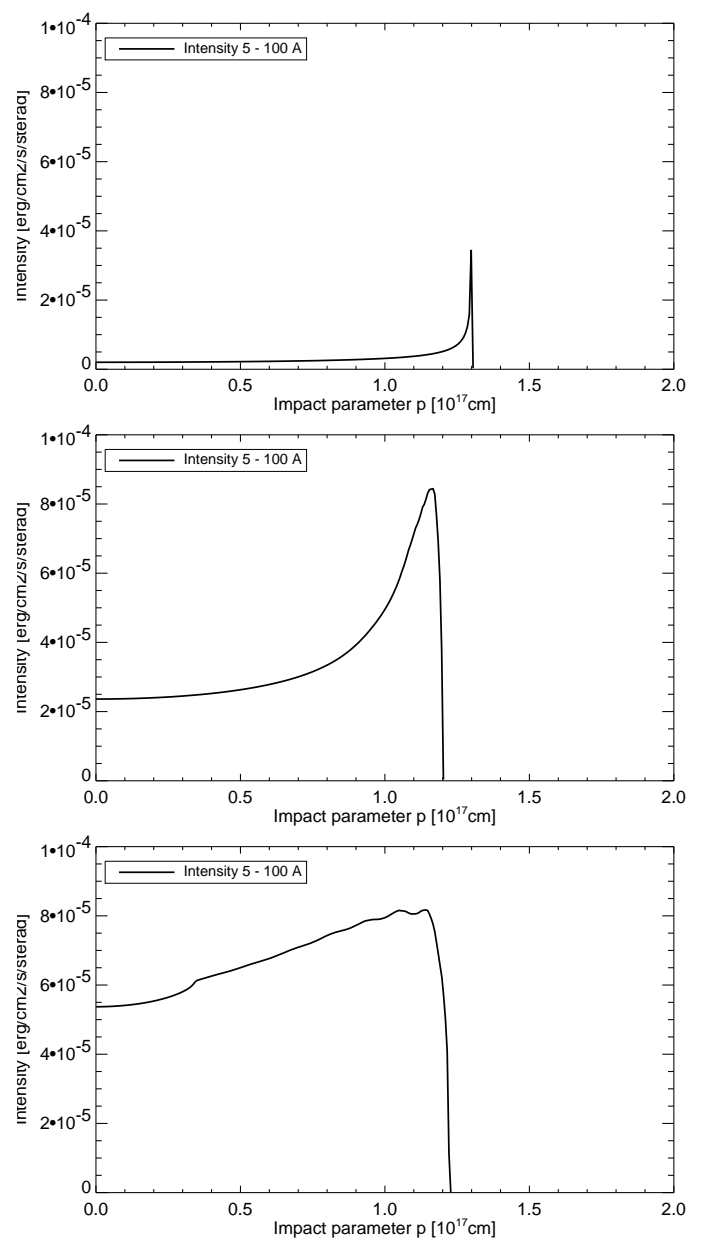 1•10⁻⁴
Intensity 5 - 100 A
8•10⁻⁵
6•10⁻⁵
4•10⁻⁵
2•10⁻⁵
0
Intensity [erg/cm2/s/sterad]
0.0 0.5 1.0 1.5 2.0
Impact parameter p [10¹⁷cm]
1•10⁻⁴
Intensity 5 - 100 A
8•10⁻⁵
6•10⁻⁵
4•10⁻⁵
2•10⁻⁵
0
Intensity [erg/cm2/s/sterad]
0.0 0.5 1.0 1.5 2.0
Impact parameter p [10¹⁷cm]
1•10⁻⁴
Intensity 5 - 100 A
8•10⁻⁵
6•10⁻⁵
4•10⁻⁵
2•10⁻⁵
0
Intensity [erg/cm2/s/sterad]
0.0 0.5 1.0 1.5 2.0
Impact parameter p [10¹⁷cm]